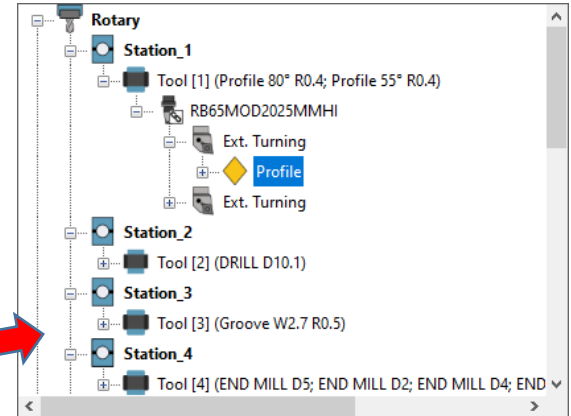 Rotary
Station_1
Tool [1] (Profile 80° R0.4; Profile 55° R0.4)
RB65MOD2025MMHI
Ext. Turning
Profile
Ext. Turning
Station_2
Tool [2] (DRILL D10.1)
Station_3
Tool [3] (Groove W2.7 R0.5)
Station_4
Tool [4] (END MILL D5; END MILL D2; END MILL D4; END